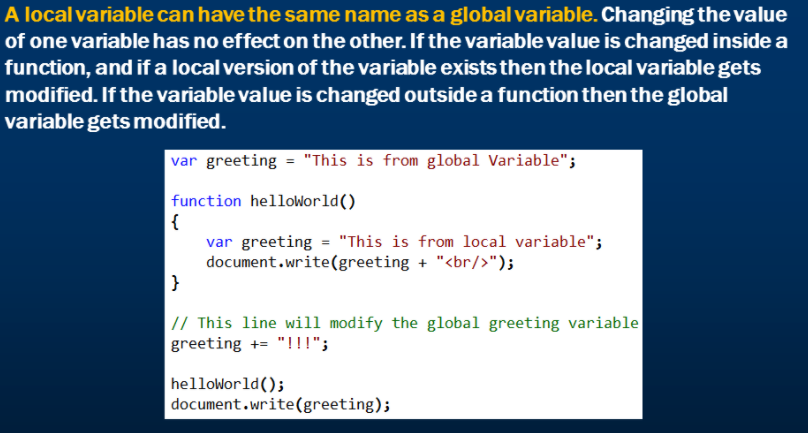 A local variable can have the same name as a global variable. Changing the value
of one variable has no effect on the other. If the variable value is changed inside a
function, and if a local version of the variable exists then the local variable gets
modified. If the variable value is changed outside a function then the global
variable gets modified.
var greeting = "This is from global Variable";
function helloWorld()
{
    var greeting = "This is from local variable";
    document.write(greeting + "<br/>");
}
// This line will modify the global greeting variable
greeting += "!!!";
helloWorld();
document.write(greeting);